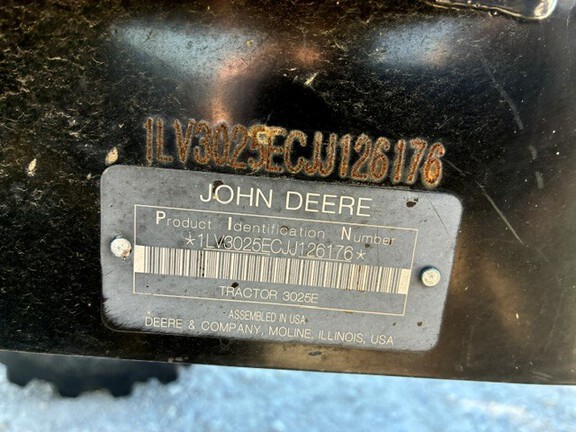 1LV3025ECJJ126176
JOHN DEERE
Product Identification Number
*1LV3025ECJJ126176*
TRACTOR 3025E
ASSEMBLED IN USA
DEERE & COMPANY, MOLINE, ILLINOIS, USA